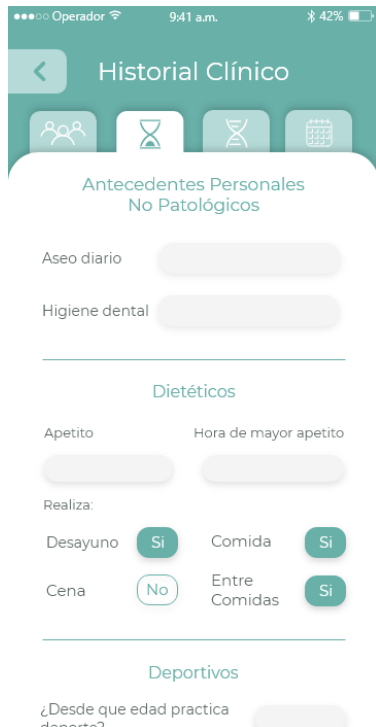 Operador 9:41 a.m. 42%
Historial Clínico
Antecedentes Personales
No Patológicos
Aseo diario
Higiene dental
Dietéticos
Apetito Hora de mayor apetito
Realiza:
Desayuno Si Comida Si
Cena No Entre
Comidas Si
Deportivos
¿Desde que edad practica
deporte?